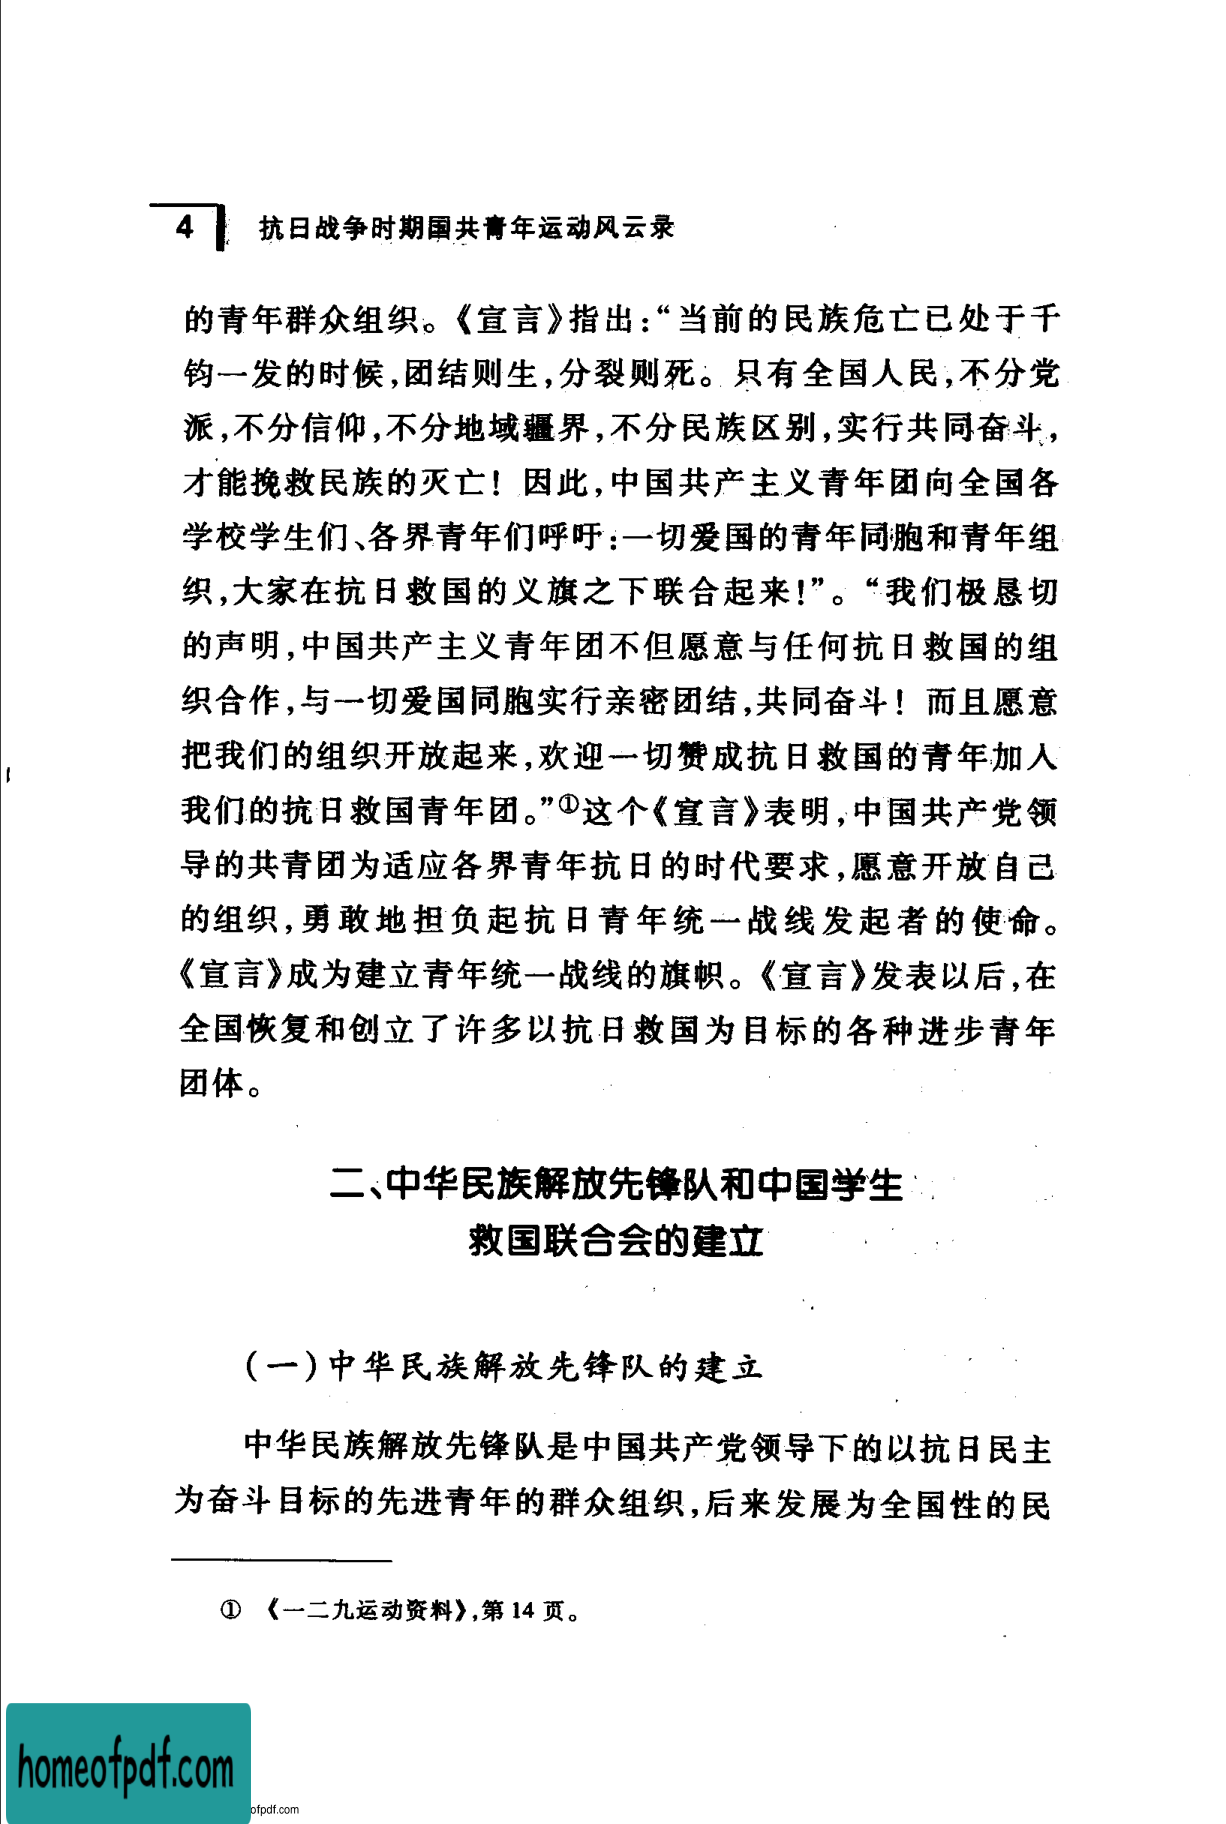 4 抗日战争时期国共青年运动风云录
的青年群众组织。《宣言》指出:“当前的民族危亡已处于千
钧一发的时候,团结则生,分裂则死。只有全国人民,不分党
派,不分信仰,不分地域疆界,不分民族区别,实行共同奋斗,
才能挽救民族的灭亡! 因此,中国共产主义青年团向全国各
学校学生们、各界青年们呼吁:一切爱国的青年同胞和青年组
织,大家在抗日救国的义旗之下联合起来!”。“我们极恳切
的声明,中国共产主义青年团不但愿意与任何抗日救国的组
织合作,与一切爱国同胞实行亲密团结,共同奋斗! 而且愿意
把我们的组织开放起来,欢迎一切赞成抗日救国的青年加入
我们的抗日救国青年团。”①这个《宣言》表明,中国共产党领
导的共青团为适应各界青年抗日的时代要求,愿意开放自己
的组织,勇敢地担负起抗日青年统一战线发起者的使命。
《宣言》成为建立青年统一战线的旗帜。《宣言》发表以后,在
全国恢复和创立了许多以抗日救国为目标的各种进步青年
团体。
二、中华民族解放先锋队和中国学生
救国联合会的建立
(一)中华民族解放先锋队的建立
中华民族解放先锋队是中国共产党领导下的以抗日民主
为奋斗目标的先进青年的群众组织,后来发展为全国性的民
① 《一二九运动资料》,第 14 页。
homeofpdf.com
ofpdf.com